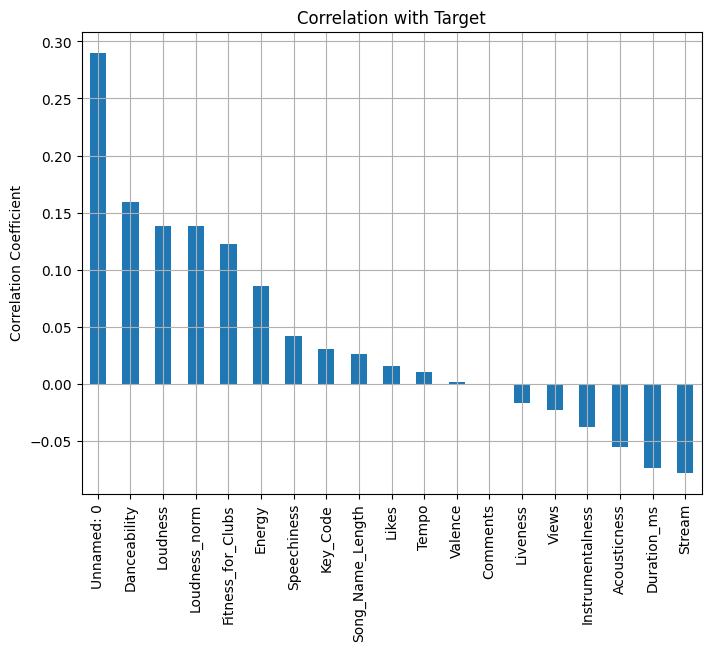 Correlation with Target
Correlation Coefficient
0.30
0.25
0.20
0.15
0.10
0.05
0.00
−0.05
Unnamed: 0
Danceability
Loudness
Loudness_norm
Fitness_for_Clubs
Energy
Speechiness
Key_Code
Song_Name_Length
Likes
Tempo
Valence
Comments
Liveness
Views
Instrumentalness
Acousticness
Duration_ms
Stream